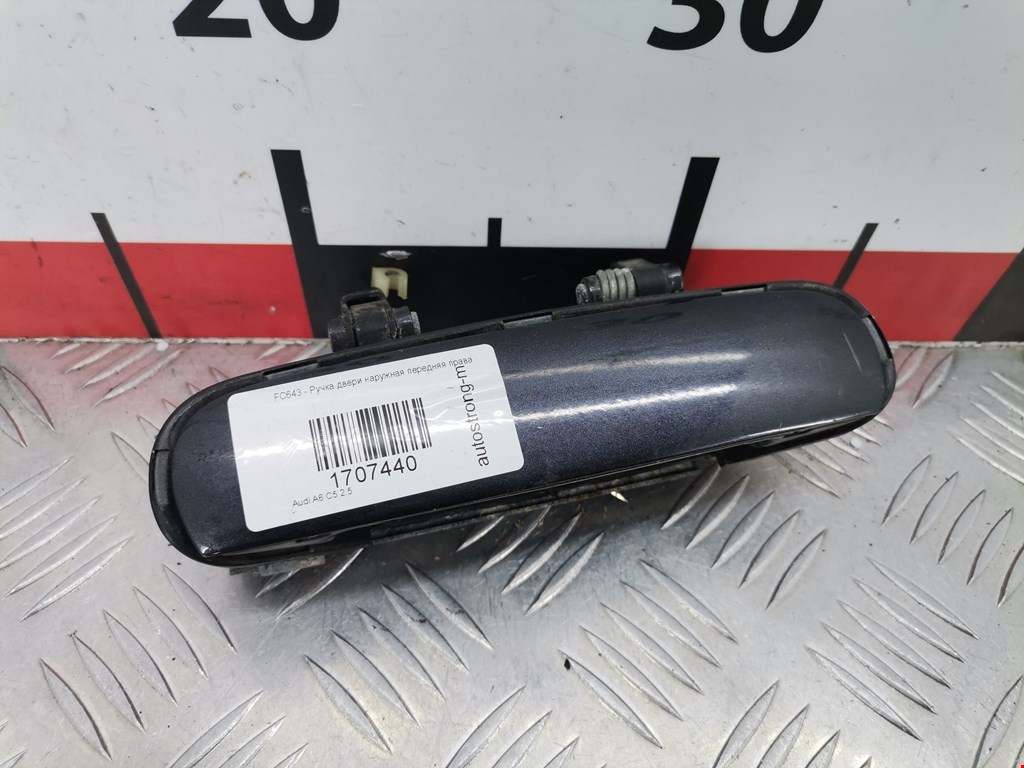 20 30
FC643 - Ручка двери наружная передняя права
autostrong-m
1707440
Audi A6 C5 2.5